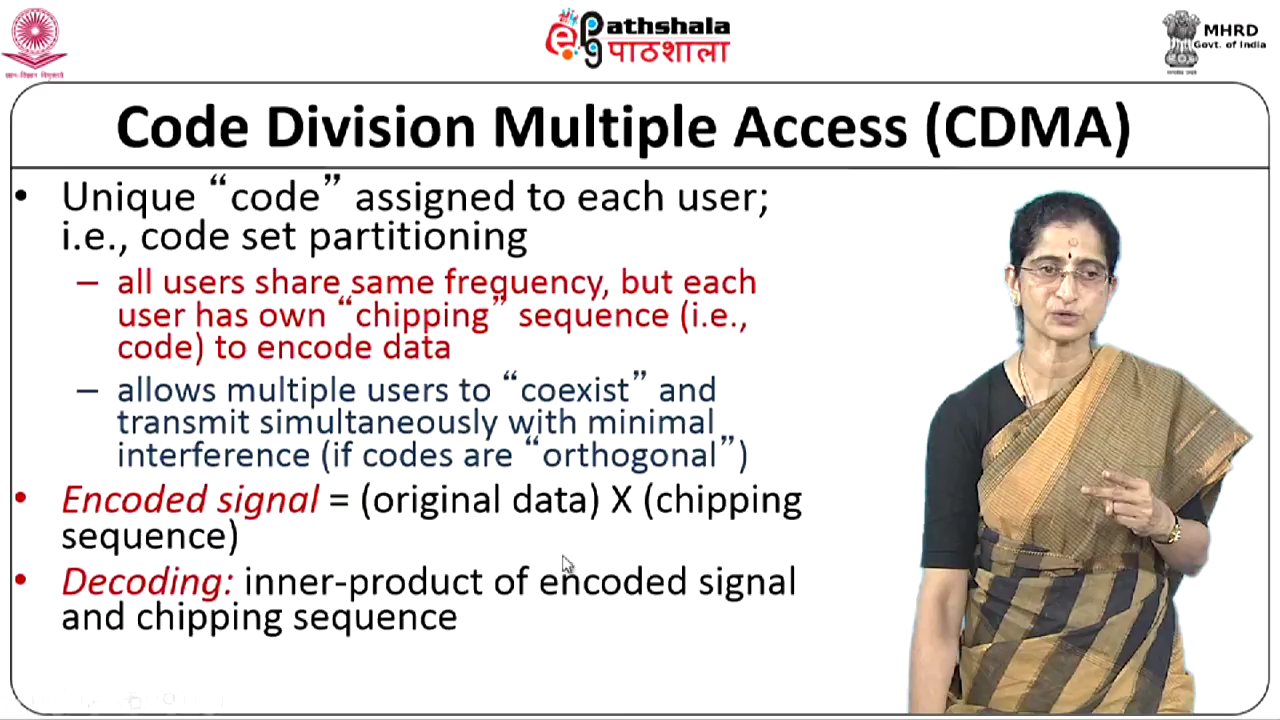 ePGathshala
पाठशाला
MHRD
Govt. of India
Code Division Multiple Access (CDMA)
• Unique “code” assigned to each user;
i.e., code set partitioning
– all users share same frequency, but each
user has own “chipping” sequence (i.e.,
code) to encode data
– allows multiple users to “coexist” and
transmit simultaneously with minimal
interference (if codes are “orthogonal”)
• Encoded signal = (original data) X (chipping
sequence)
• Decoding: inner-product of encoded signal
and chipping sequence